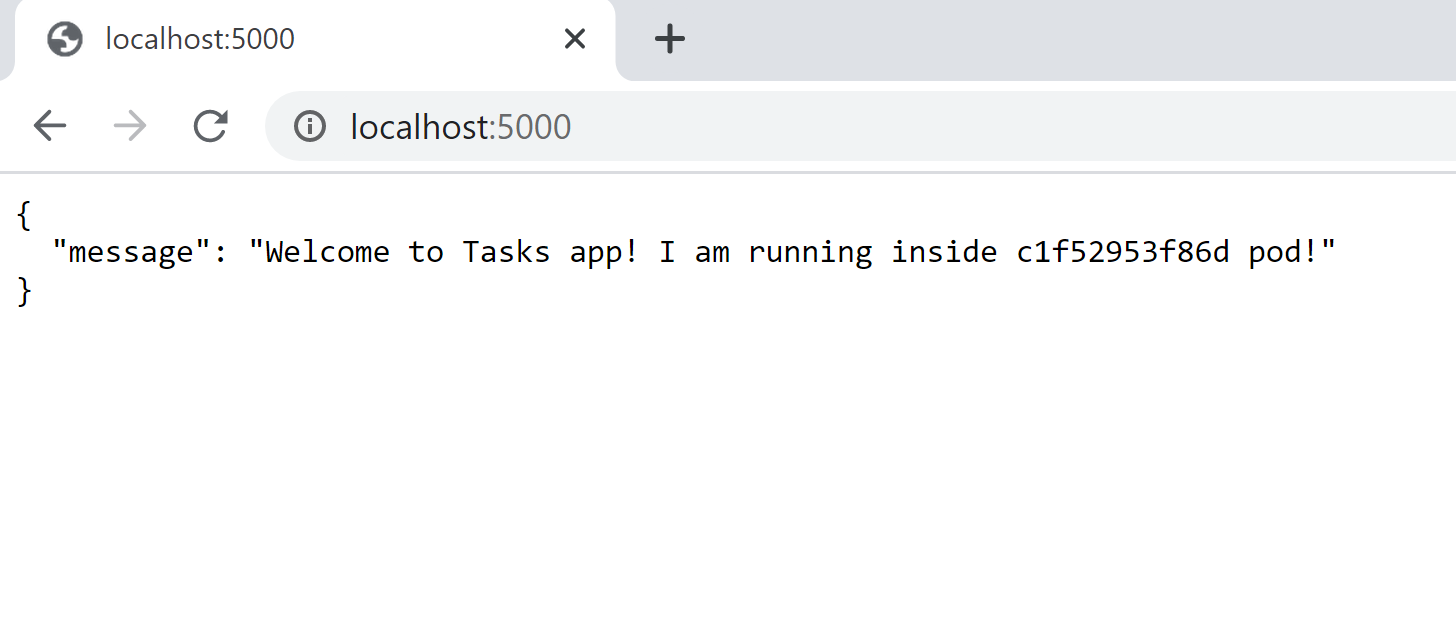 localhost:5000
localhost:5000
{
  "message": "Welcome to Tasks app! I am running inside c1f52953f86d pod!"
}